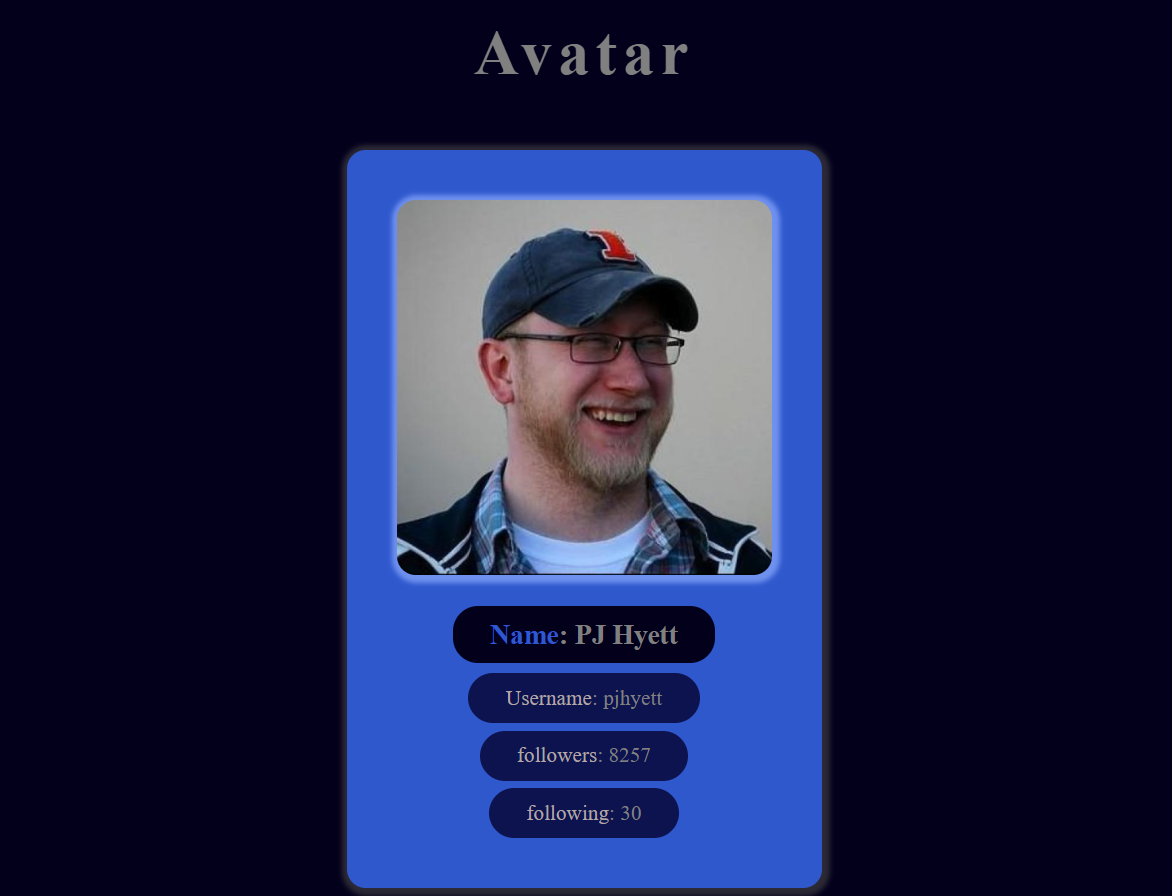 Avatar
I
Name: PJ Hyett
Username: pjhyett
followers: 8257
following: 30